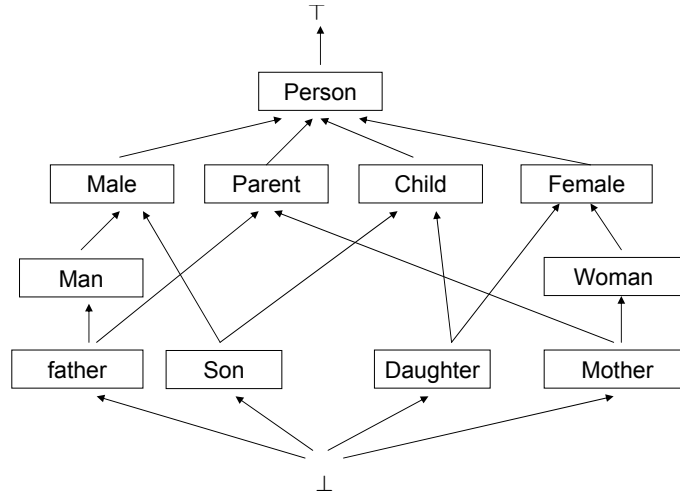 ⊤
Person
Male Parent Child Female
Man Woman
father Son Daughter Mother
⊥